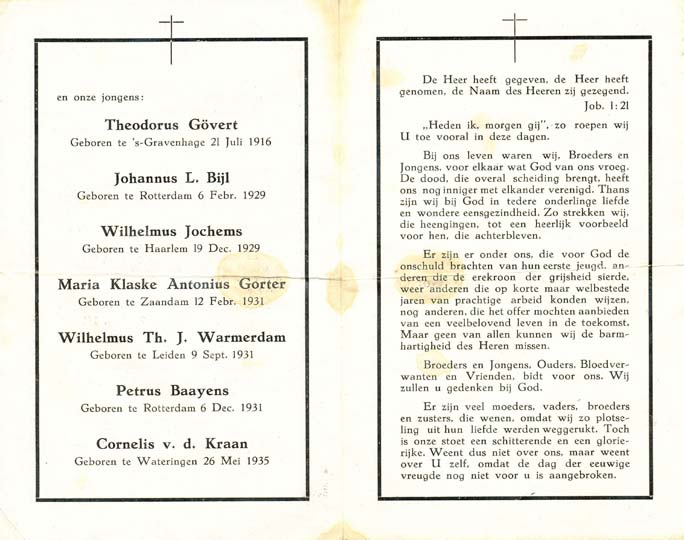 en onze jongens:
Theodorus Gövert
Geboren te 's-Gravenhage 21 Juli 1916
Johannus L. Bijl
Geboren te Rotterdam 6 Febr. 1929
Wilhelmus Jochems
Geboren te Haarlem 19 Dec. 1929
Maria Klaske Antonius Gorter
Geboren te Zaandam 12 Febr. 1931
Wilhelmus Th. J. Warmerdam
Geboren te Leiden 9 Sept. 1931
Petrus Baayens
Geboren te Rotterdam 6 Dec. 1931
Cornelis v. d. Kraan
Geboren te Wateringen 26 Mei 1935
De Heer heeft gegeven, de Heer heeft
genomen, de Naam des Heeren zij gezegend.
Job. 1:21
„Heden ik, morgen gij", zo roepen wij
U toe vooral in deze dagen.
Bij ons leven waren wij, Broeders en
Jongens, voor elkaar wat God van ons vroeg.
De dood, die overal scheiding brengt, heeft
ons nog inniger met elkander verenigd. Thans
zijn wij bij God in tedere onderlinge liefde
en wondere eensgezindheid. Zo strekken wij,
die heengingen, tot een heerlijk voorbeeld
voor hen, die achterbleven.
Er zijn er onder ons, die voor God de
onschuld brachten van hun eerste jeugd, an-
deren die de erekroon der grijsheid sierde,
weer anderen die op korte maar welbestede
jaren van prachtige arbeid konden wijzen,
nog anderen, die het offer mochten aanbieden
van een veelbelovend leven in de toekomst.
Maar geen van allen kunnen wij de barm-
hartigheid des Heren missen.
Broeders en Jongens, Ouders, Bloedver-
wanten en Vrienden, bidt voor ons. Wij
zullen u gedenken bij God.
Er zijn veel moeders, vaders, broeders
en zusters, die wenen, omdat wij zo plotse-
ling uit hun liefde werden weggerukt. Toch
is onze stoet een schitterende en een glorie-
rijke. Weent dus niet over ons, maar weent
over U zelf, omdat de dag der eeuwige
vreugde nog niet voor u is aangebroken.